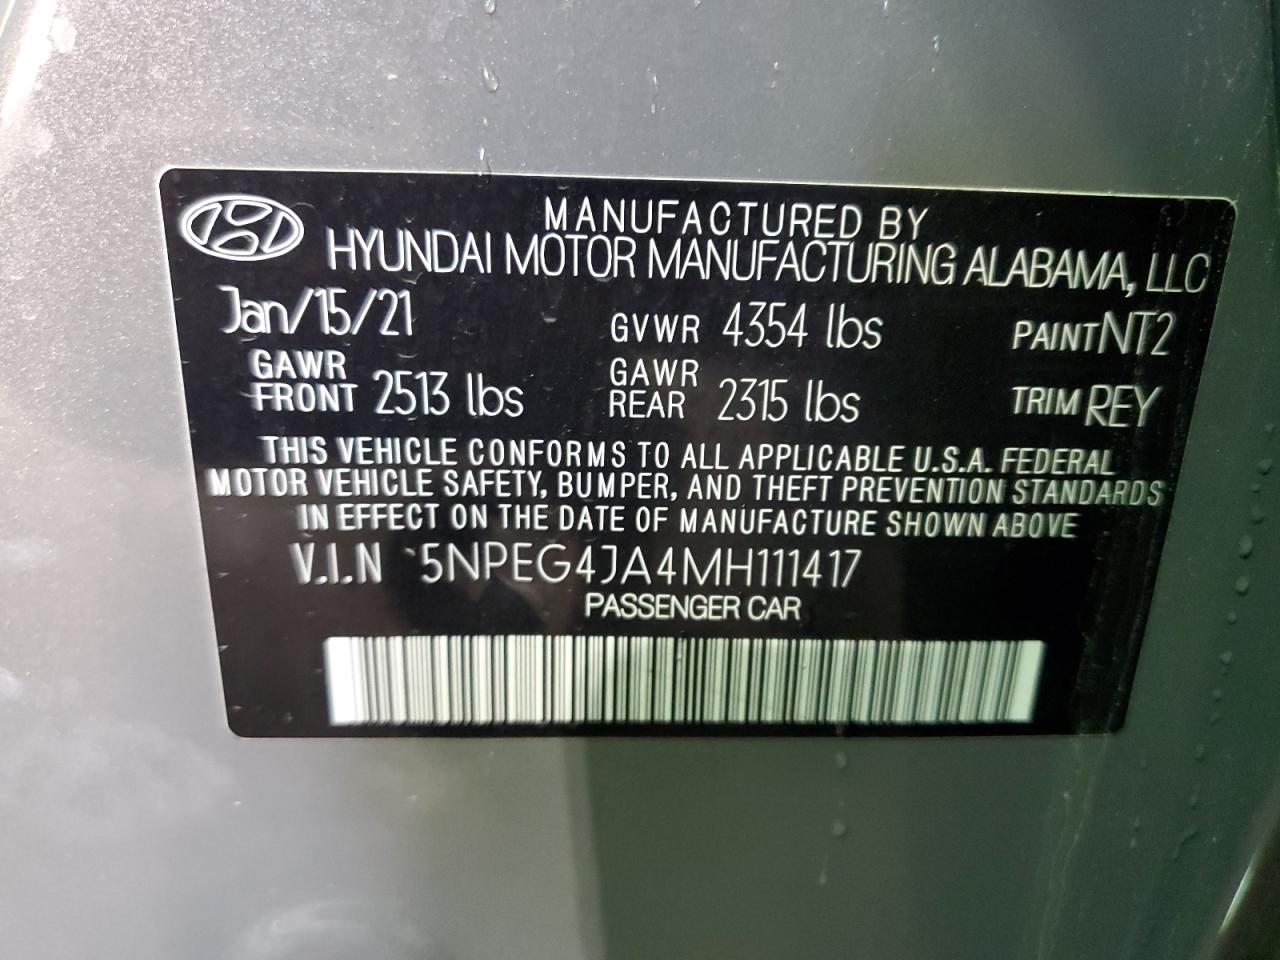 MANUFACTURED BY
HYUNDAI MOTOR MANUFACTURING ALABAMA, LLC
Jan/15/21 GVWR 4354 lbs PAINT NT2
GAWR FRONT 2513 lbs GAWR REAR 2315 lbs TRIM REY
THIS VEHICLE CONFORMS TO ALL APPLICABLE U.S.A. FEDERAL
MOTOR VEHICLE SAFETY, BUMPER, AND THEFT PREVENTION STANDARDS
IN EFFECT ON THE DATE OF MANUFACTURE SHOWN ABOVE
V.I.N 5NPEG4JA4MH111417
PASSENGER CAR